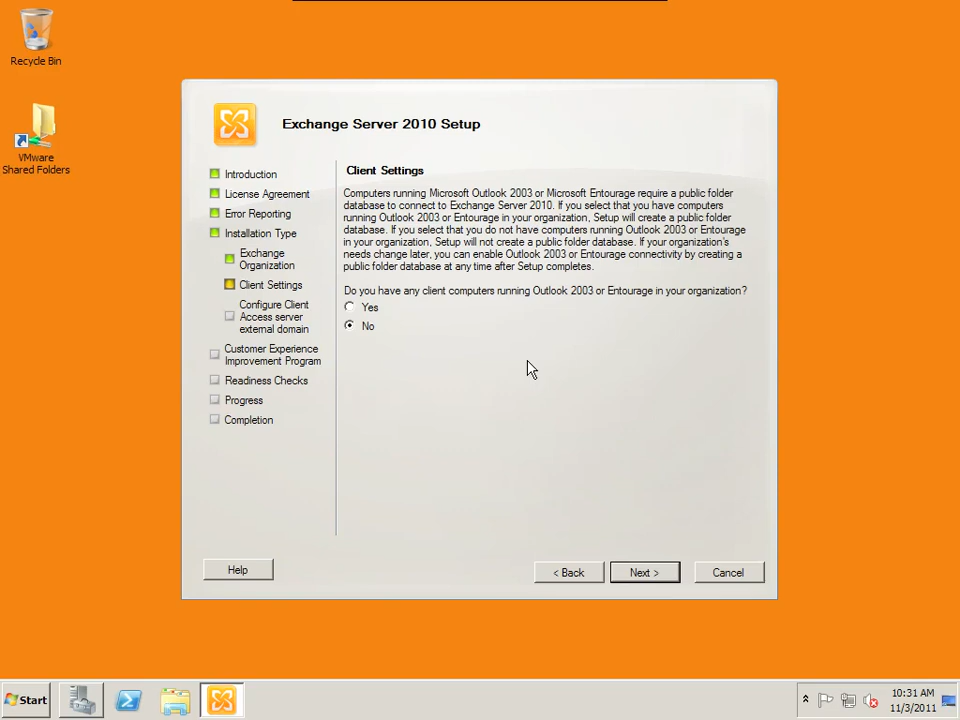 Recycle Bin
VMware
Shared Folders
Exchange Server 2010 Setup
Introduction
License Agreement
Error Reporting
Installation Type
Exchange
Organization
Client Settings
Configure Client
Access server
external domain
Customer Experience
Improvement Program
Readiness Checks
Progress
Completion
Client Settings
Computers running Microsoft Outlook 2003 or Microsoft Entourage require a public folder
database to connect to Exchange Server 2010. If you select that you have computers
running Outlook 2003 or Entourage in your organization, Setup will create a public folder
database. If you select that you do not have computers running Outlook 2003 or Entourage
in your organization, Setup will not create a public folder database. If your organization's
needs change later, you can enable Outlook 2003 or Entourage connectivity by creating a
public folder database at any time after Setup completes.
Do you have any client computers running Outlook 2003 or Entourage in your organization?
Yes
No
Help
< Back
Next >
Cancel
Start
10:31 AM
11/3/2011